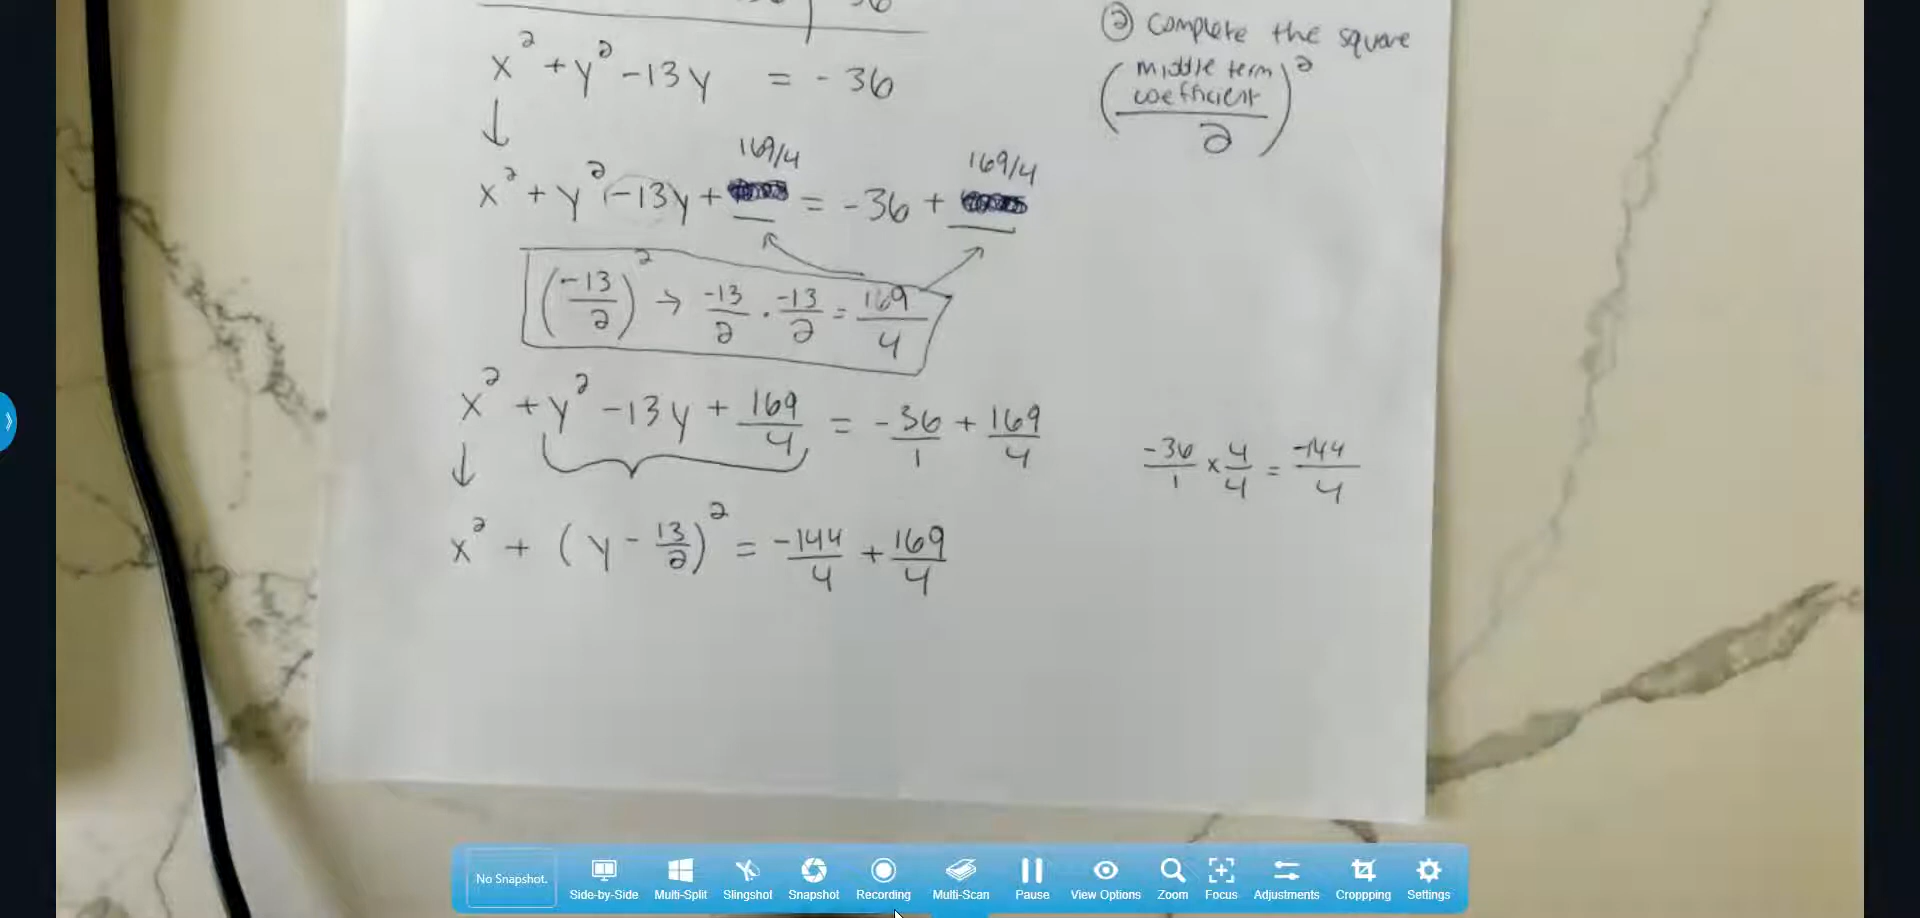 ② Complete the square
x² + y² - 13y = - 36
(middle term coefficient / 2)²
169/4 169/4
x² + y² - 13y + = -36 +
(-13/2)² → -13/2 · -13/2 = 169/4
x² + y² - 13y + 169/4 = -36/1 + 169/4
-36/1 x 4/4 = -144/4
x² + (y - 13/2)² = -144/4 + 169/4
No Snapshot.
Side-by-Side Multi-Split Slingshot Snapshot Recording Multi-Scan Pause View Options Zoom Focus Adjustments Croppping Settings